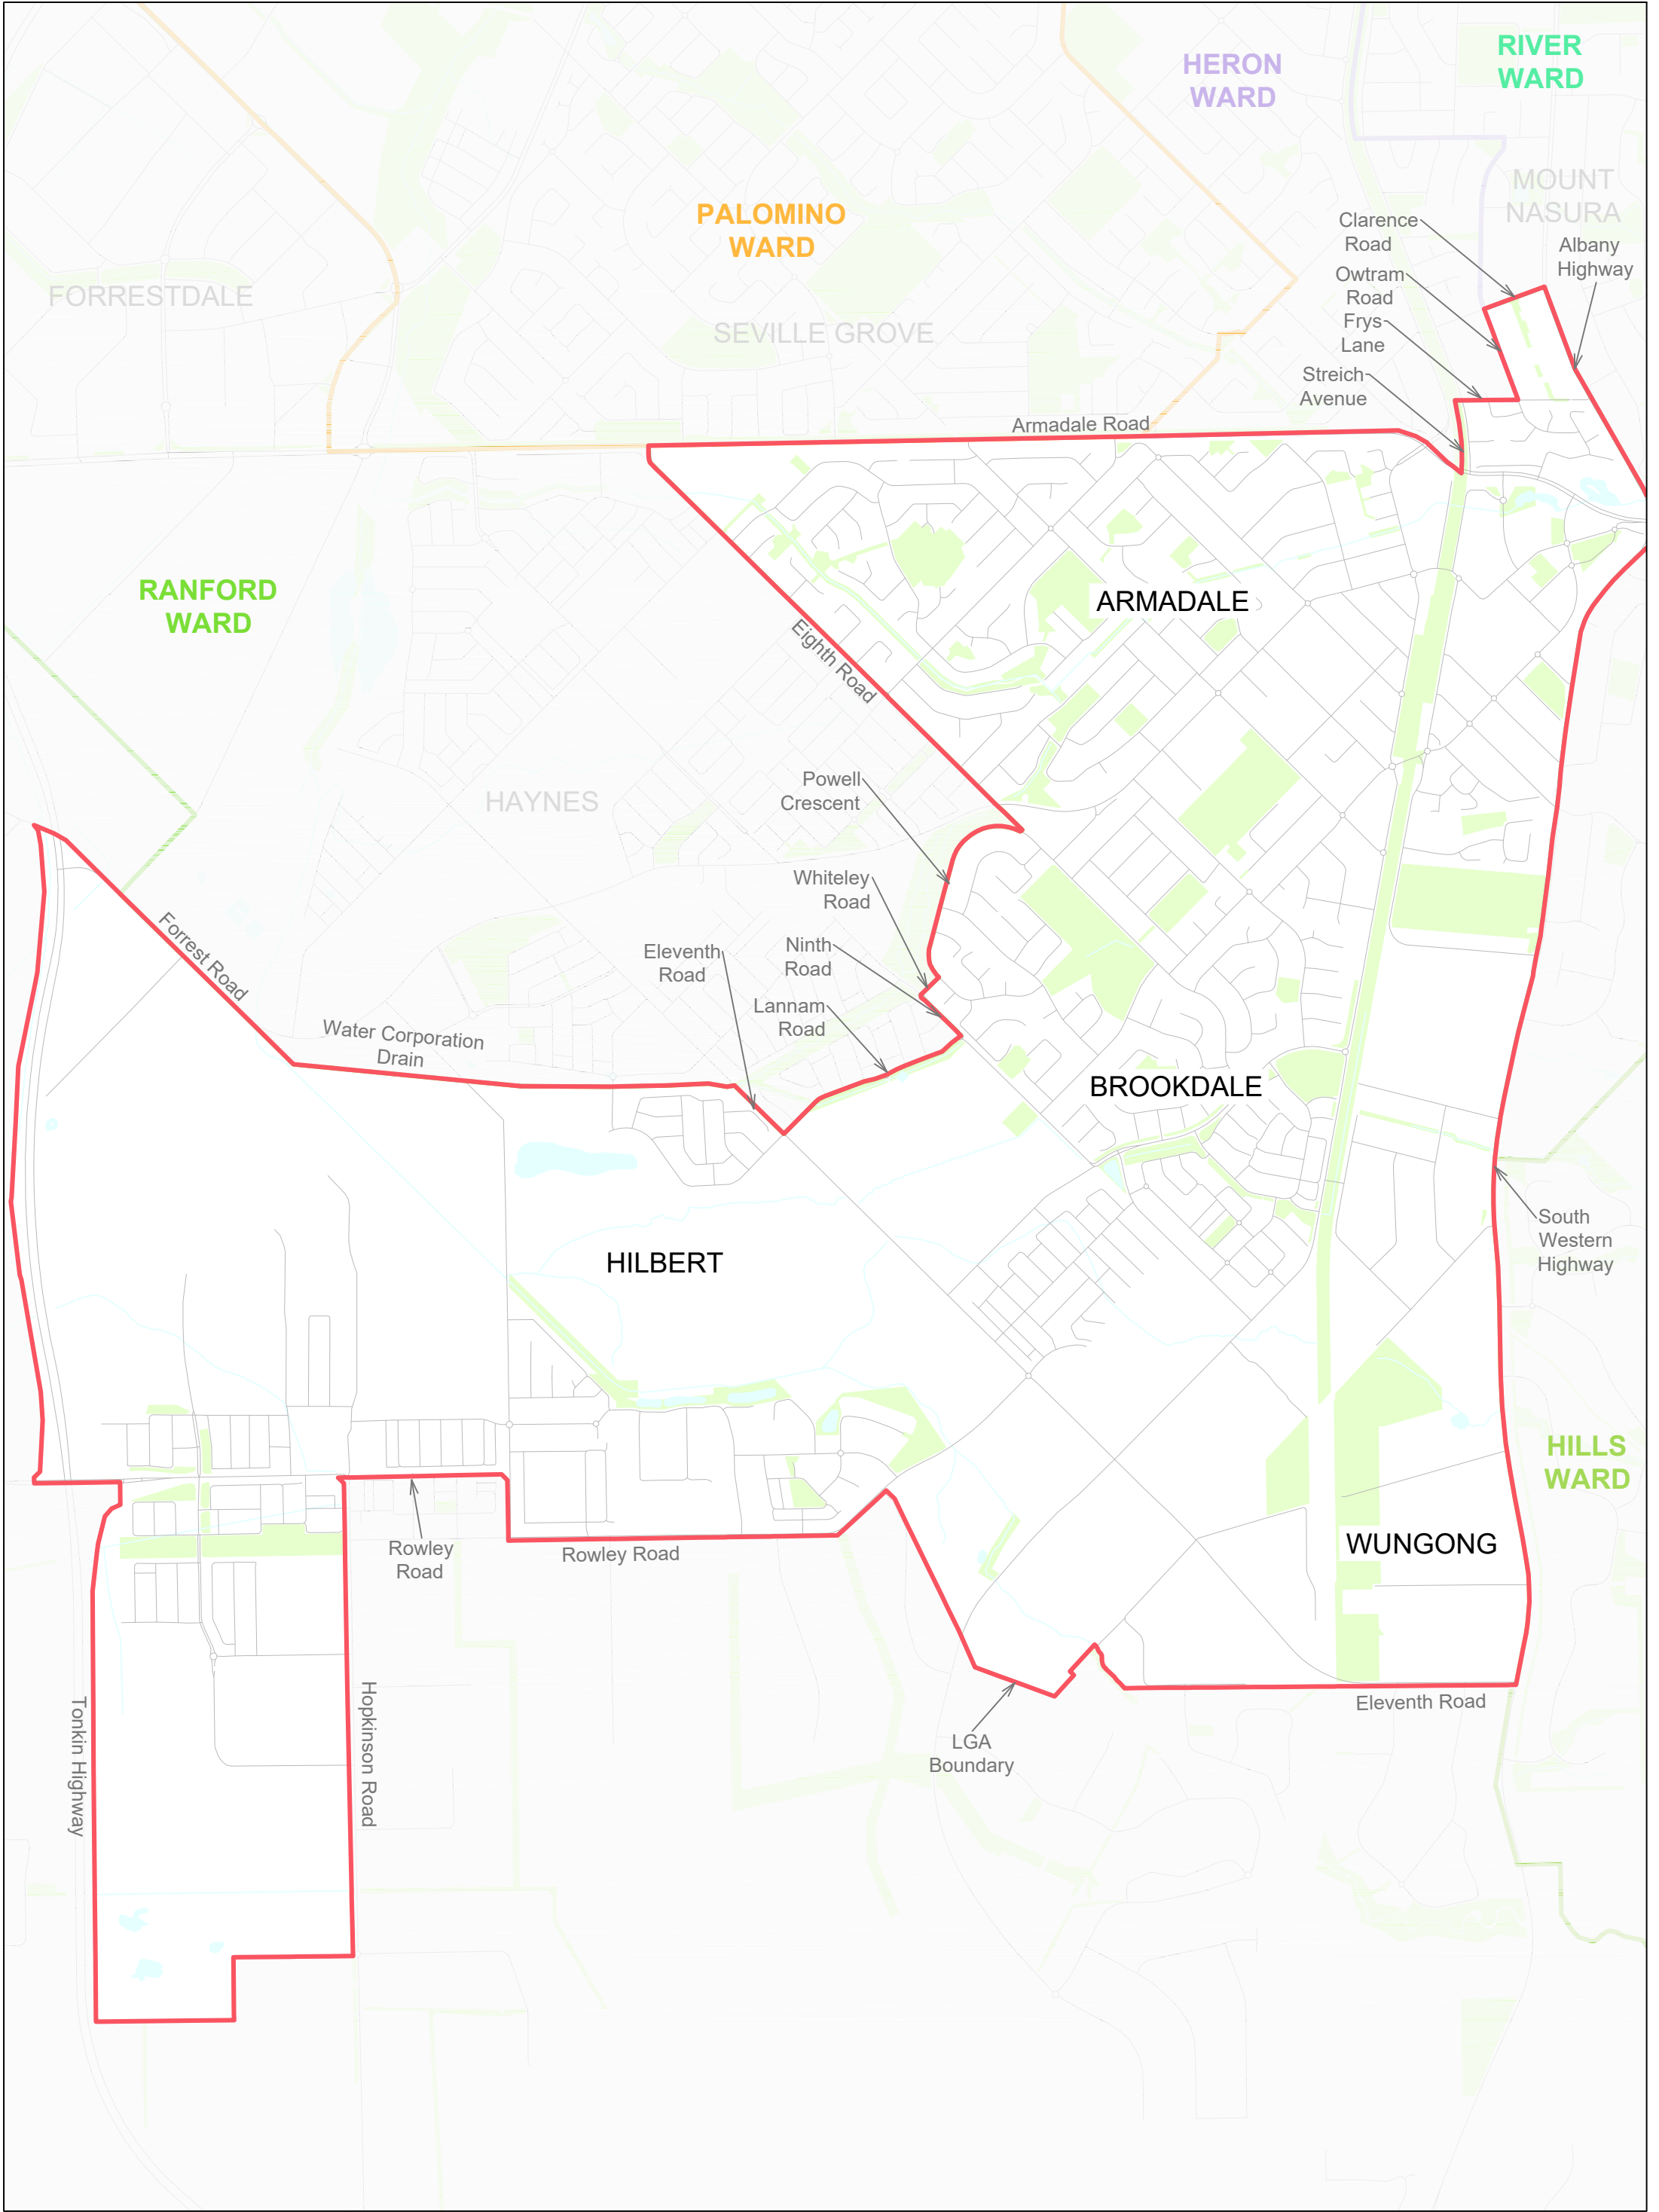 HERON
WARD
RIVER
WARD
MOUNT
NASURA
PALOMINO
WARD
Clarence
Road
Albany
Highway
Owtram
Road
FORRESTDALE
SEVILLE GROVE
Frys
Lane
Streich
Avenue
Armadale Road
RANFORD
WARD
ARMADALE
Eighth Road
HAYNES
Powell
Crescent
Whiteley
Road
Forrest Road
Eleventh
Road
Ninth
Road
Lannam
Road
Water Corporation
Drain
BROOKDALE
HILBERT
South
Western
Highway
HILLS
WARD
WUNGONG
Rowley
Road
Rowley Road
Tonkin Highway
Hopkinson Road
Eleventh Road
LGA
Boundary